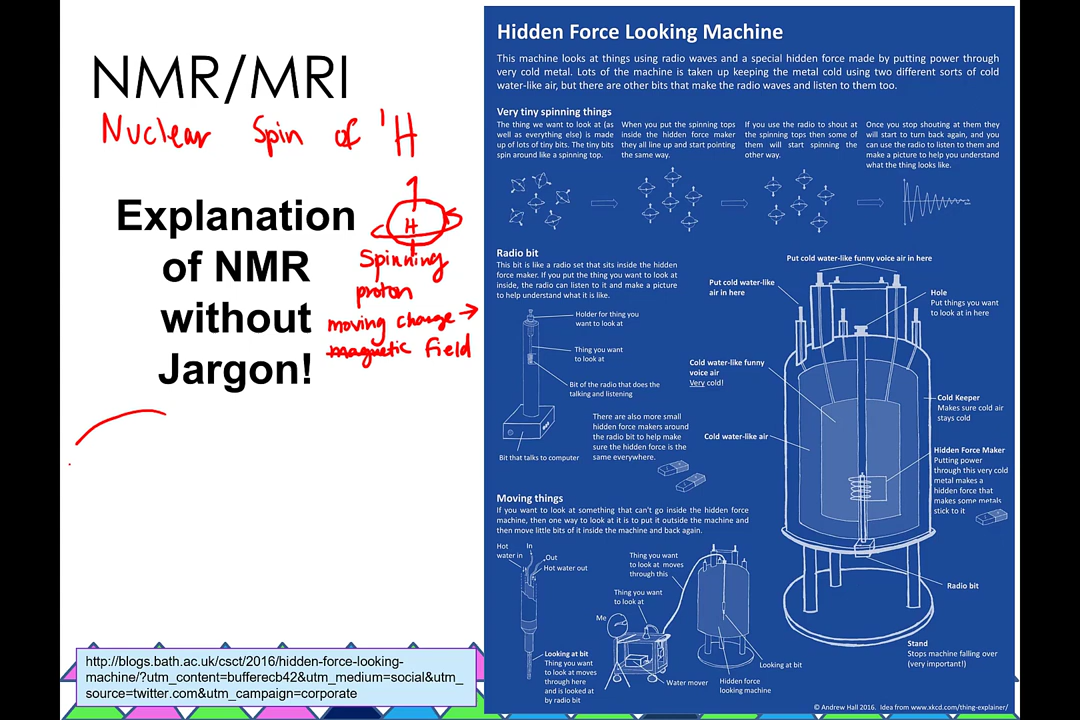 NMR/MRI
Nuclear Spin of ¹H
Explanation
of NMR
without
Jargon!
H
Spinning
proton
moving charge →
magnetic field
http://blogs.bath.ac.uk/csct/2016/hidden-force-looking-
machine/?utm_content=bufferecb42&utm_medium=social&utm_
source=twitter.com&utm_campaign=corporate
Hidden Force Looking Machine
This machine looks at things using radio waves and a special hidden force made by putting power through
very cold metal. Lots of the machine is taken up keeping the metal cold using two different sorts of cold
water-like air, but there are other bits that make the radio waves and listen to them too.
Very tiny spinning things
The thing we want to look at (as
well as everything else) is made
up of lots of tiny bits. The tiny bits
spin around like a spinning top.
When you put the spinning tops
inside the hidden force maker
they all line up and start pointing
the same way.
If you use the radio to shout at
the spinning tops then some of
them will start spinning the
other way.
Once you stop shouting at them they
will start to turn back again, and you
can use the radio to listen to them and
make a picture to help you understand
what the thing looks like.
Radio bit
This bit is like a radio set that sits inside the hidden
force maker. If you put the thing you want to look at
inside, the radio can listen to it and make a picture
to help understand what it is like.
Holder for thing you
want to look at
Thing you want
to look at
Bit of the radio that does the
talking and listening
Bit that talks to computer
There are also more small
hidden force makers around
the radio bit to help make
sure the hidden force is the
same everywhere.
Put cold water-like funny voice air in here
Put cold water-like
air in here
Hole
Put things you want
to look at in here
Cold water-like funny
voice air
Very cold!
Cold water-like air
Cold Keeper
Makes sure cold air
stays cold
Hidden Force Maker
Putting power
through this very cold
metal makes a
hidden force that
makes some metals
stick to it
Radio bit
Stand
Stops machine falling over
(very important!)
Moving things
If you want to look at something that can't go inside the hidden force
machine, then one way to look at it is to put it outside the machine and
then move little bits of it inside the machine and back again.
Hot
water in
In
Out
Hot water out
Looking at bit
Thing you want
to look at moves
through here and
and is looked at
by radio bit
Thing you want
to look at moves
through this
Thing you want
to look at
Me
Water mover
Hidden force
looking machine
Looking at bit
© Andrew Hall 2016. Idea from www.xkcd.com/thing-explainer/